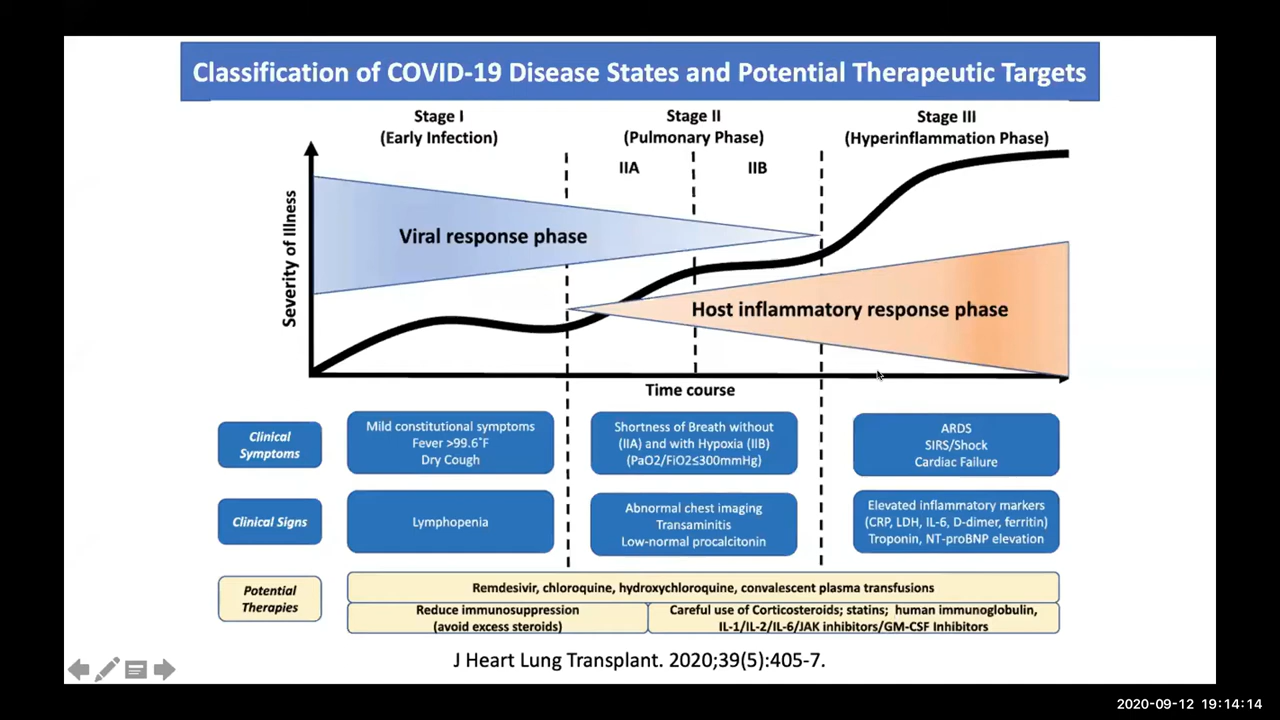 Classification of COVID-19 Disease States and Potential Therapeutic Targets
Stage I
(Early Infection)
Stage II
(Pulmonary Phase)
Stage III
(Hyperinflammation Phase)
IIA
IIB
Severity of Illness
Viral response phase
Host inflammatory response phase
Time course
Clinical
Symptoms
Mild constitutional symptoms
Fever >99.6°F
Dry Cough
Shortness of Breath without
(IIA) and with Hypoxia (IIB)
(PaO2/FiO2≤300mmHg)
ARDS
SIRS/Shock
Cardiac Failure
Clinical Signs
Lymphopenia
Abnormal chest imaging
Transaminitis
Low-normal procalcitonin
Elevated inflammatory markers
(CRP, LDH, IL-6, D-dimer, ferritin)
Troponin, NT-proBNP elevation
Potential
Therapies
Remdesivir, chloroquine, hydroxychloroquine, convalescent plasma transfusions
Reduce immunosuppression
(avoid excess steroids)
Careful use of Corticosteroids; statins; human immunoglobulin,
IL-1/IL-2/IL-6/JAK inhibitors/GM-CSF Inhibitors
J Heart Lung Transplant. 2020;39(5):405-7.
2020-09-12 19:14:14